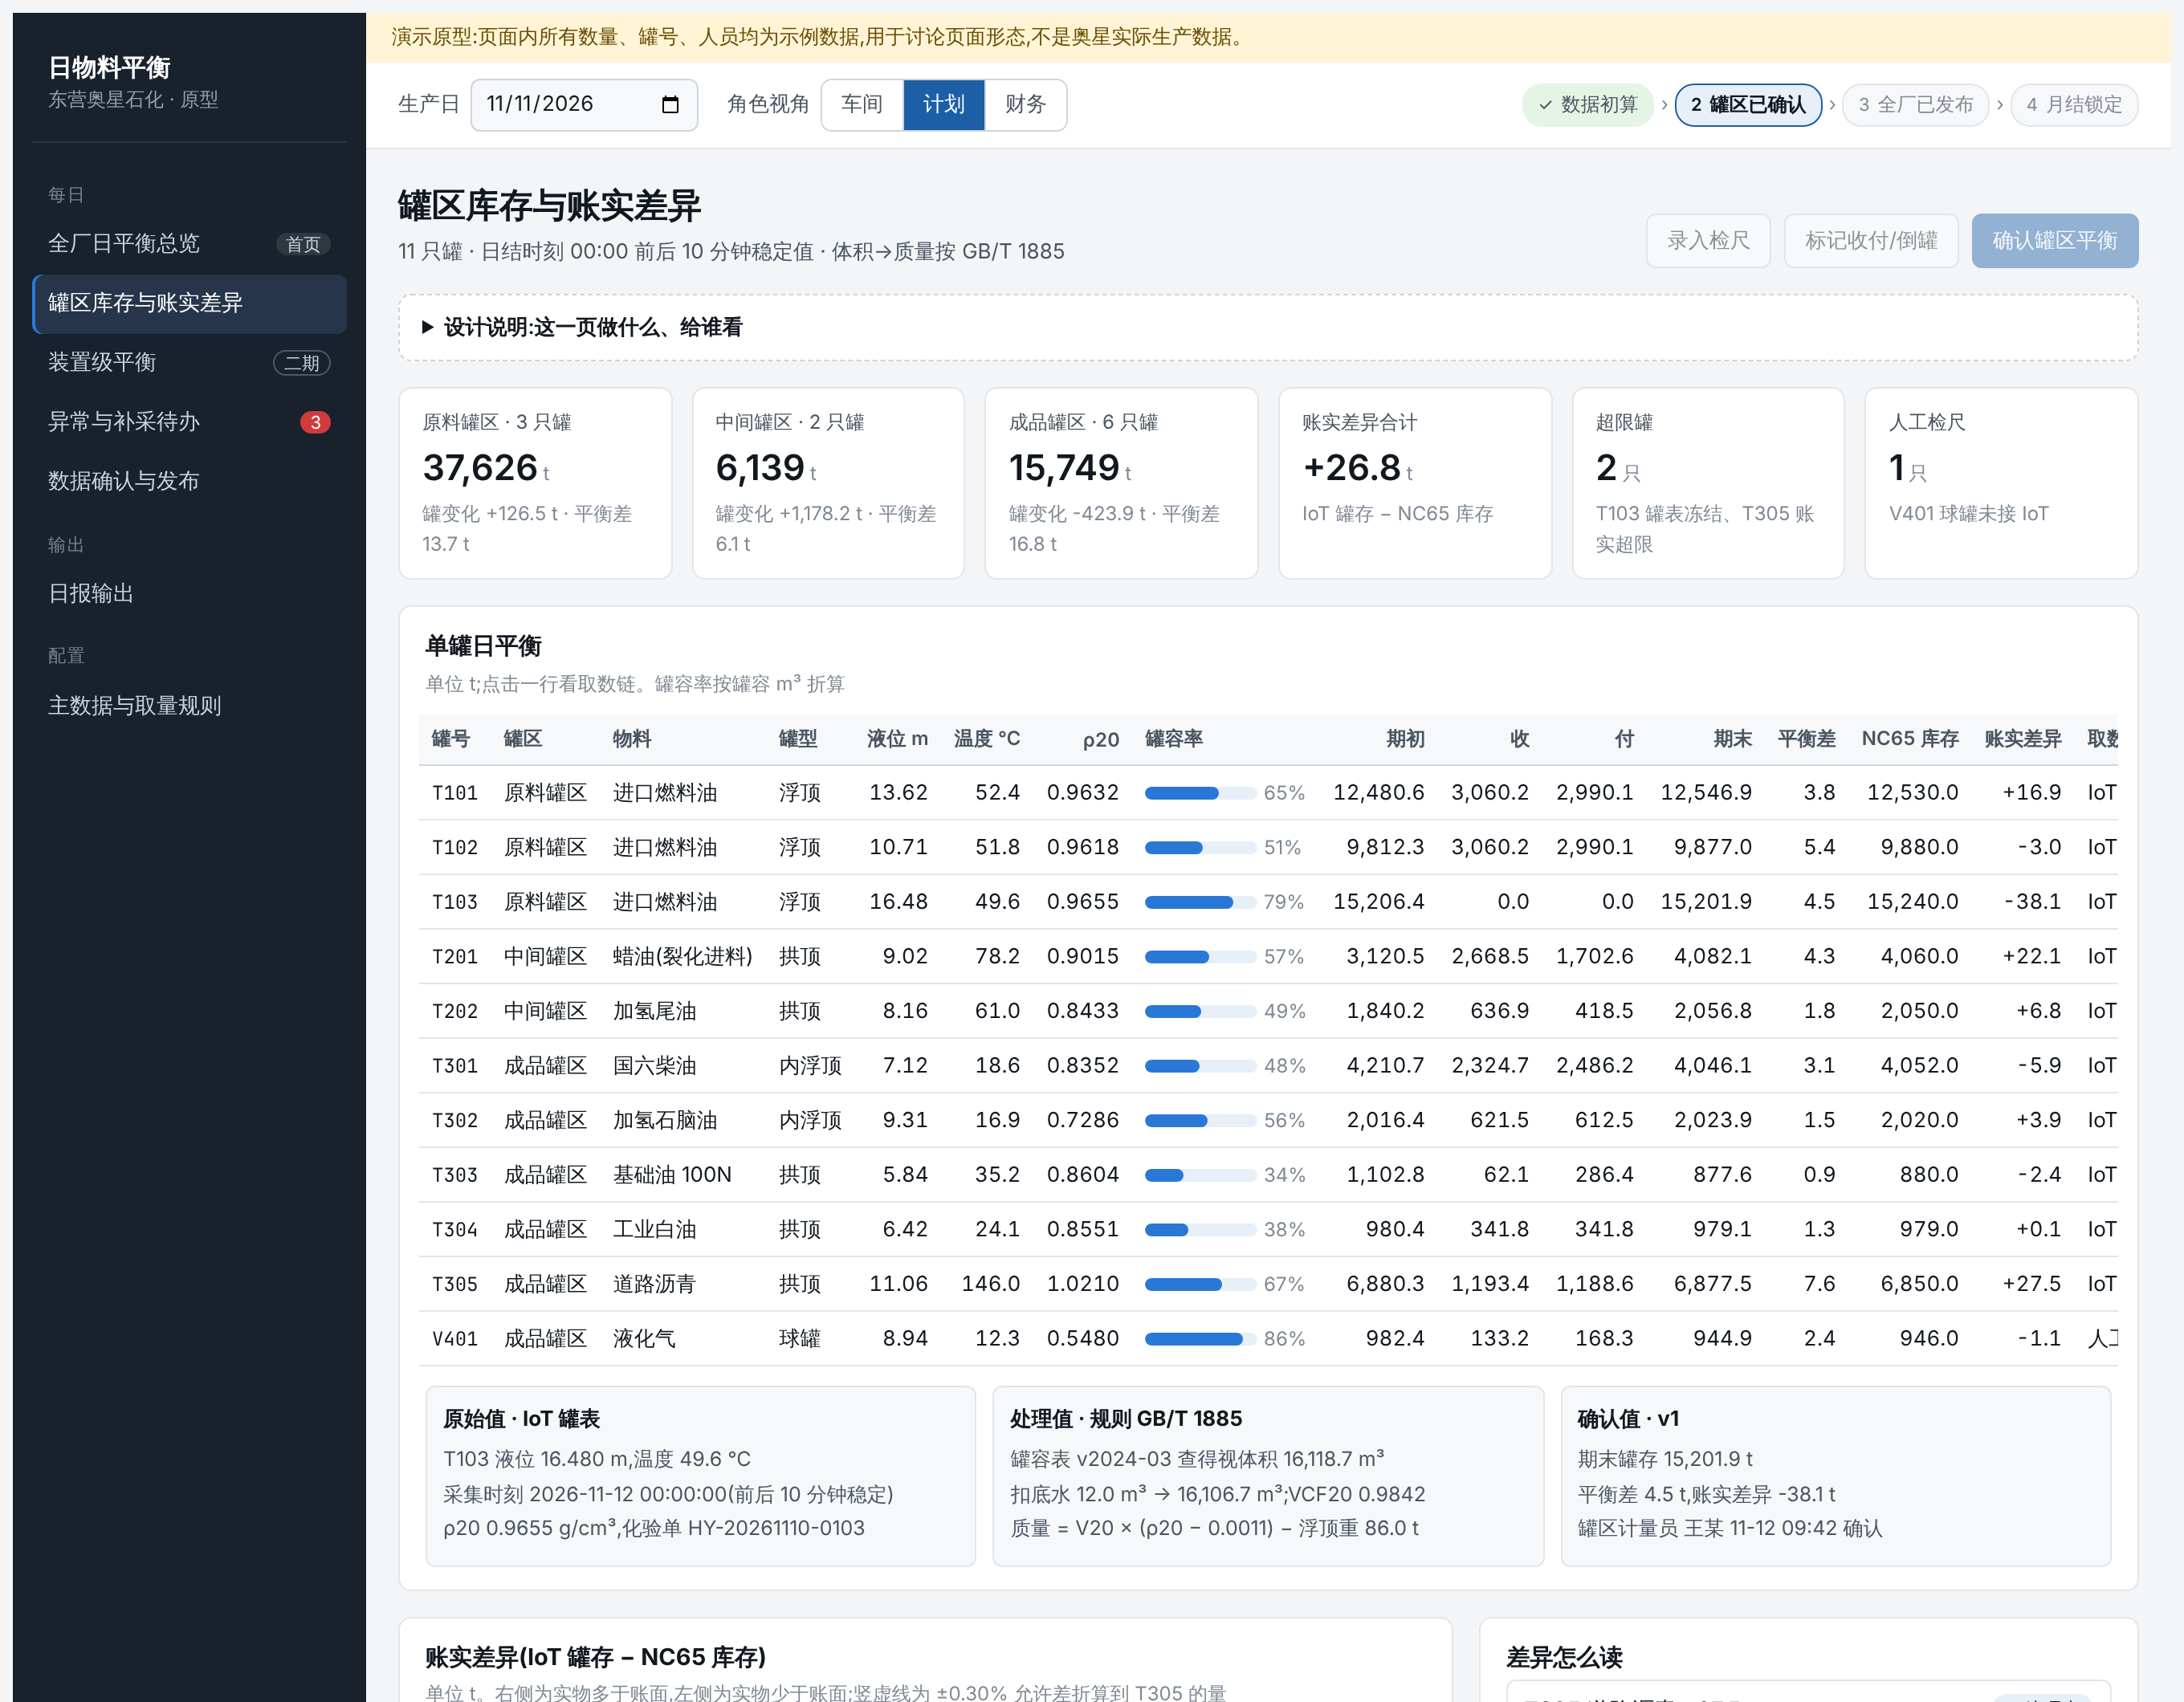 演示原型:页面内所有数量、罐号、人员均为示例数据,用于讨论页面形态,不是奥星实际生产数据。
日物料平衡
东营奥星石化 · 原型
每日
全厂日平衡总览 首页
罐区库存与账实差异
装置级平衡 二期
异常与补采待办 3
数据确认与发布
输出
日报输出
配置
主数据与取量规则
生产日 11/11/2026 角色视角 车间 计划 财务 ✓ 数据初算 › 2 罐区已确认 › 3 全厂已发布 › 4 月结锁定
罐区库存与账实差异
11 只罐 · 日结时刻 00:00 前后 10 分钟稳定值 · 体积→质量按 GB/T 1885
录入检尺 标记收付/倒罐 确认罐区平衡
▶ 设计说明:这一页做什么、给谁看
原料罐区 · 3 只罐
37,626 t
罐变化 +126.5 t · 平衡差
13.7 t
中间罐区 · 2 只罐
6,139 t
罐变化 +1,178.2 t · 平衡差
6.1 t
成品罐区 · 6 只罐
15,749 t
罐变化 -423.9 t · 平衡差
16.8 t
账实差异合计
+26.8 t
IoT 罐存 − NC65 库存
超限罐
2 只
T103 罐表冻结、T305 账
实超限
人工检尺
1 只
V401 球罐未接 IoT
单罐日平衡
单位 t;点击一行看取数链。罐容率按罐容 m³ 折算
罐号 罐区 物料 罐型 液位 m 温度 °C ρ20 罐容率 期初 收 付 期末 平衡差 NC65 库存 账实差异 取数
T101 原料罐区 进口燃料油 浮顶 13.62 52.4 0.9632 65% 12,480.6 3,060.2 2,990.1 12,546.9 3.8 12,530.0 +16.9 IoT
T102 原料罐区 进口燃料油 浮顶 10.71 51.8 0.9618 51% 9,812.3 3,060.2 2,990.1 9,877.0 5.4 9,880.0 -3.0 IoT
T103 原料罐区 进口燃料油 浮顶 16.48 49.6 0.9655 79% 15,206.4 0.0 0.0 15,201.9 4.5 15,240.0 -38.1 IoT
T201 中间罐区 蜡油(裂化进料) 拱顶 9.02 78.2 0.9015 57% 3,120.5 2,668.5 1,702.6 4,082.1 4.3 4,060.0 +22.1 IoT
T202 中间罐区 加氢尾油 拱顶 8.16 61.0 0.8433 49% 1,840.2 636.9 418.5 2,056.8 1.8 2,050.0 +6.8 IoT
T301 成品罐区 国六柴油 内浮顶 7.12 18.6 0.8352 48% 4,210.7 2,324.7 2,486.2 4,046.1 3.1 4,052.0 -5.9 IoT
T302 成品罐区 加氢石脑油 内浮顶 9.31 16.9 0.7286 56% 2,016.4 621.5 612.5 2,023.9 1.5 2,020.0 +3.9 IoT
T303 成品罐区 基础油 100N 拱顶 5.84 35.2 0.8604 34% 1,102.8 62.1 286.4 877.6 0.9 880.0 -2.4 IoT
T304 成品罐区 工业白油 拱顶 6.42 24.1 0.8551 38% 980.4 341.8 341.8 979.1 1.3 979.0 +0.1 IoT
T305 成品罐区 道路沥青 拱顶 11.06 146.0 1.0210 67% 6,880.3 1,193.4 1,188.6 6,877.5 7.6 6,850.0 +27.5 IoT
V401 成品罐区 液化气 球罐 8.94 12.3 0.5480 86% 982.4 133.2 168.3 944.9 2.4 946.0 -1.1 人工
原始值 · IoT 罐表
T103 液位 16.480 m,温度 49.6 °C
采集时刻 2026-11-12 00:00:00(前后 10 分钟稳定)
ρ20 0.9655 g/cm³,化验单 HY-20261110-0103
处理值 · 规则 GB/T 1885
罐容表 v2024-03 查得视体积 16,118.7 m³
扣底水 12.0 m³ → 16,106.7 m³;VCF20 0.9842
质量 = V20 × (ρ20 − 0.0011) − 浮顶重 86.0 t
确认值 · v1
期末罐存 15,201.9 t
平衡差 4.5 t,账实差异 -38.1 t
罐区计量员 王某 11-12 09:42 确认
账实差异(IoT 罐存 − NC65 库存)
单位 t。右侧为实物多于账面,左侧为实物少于账面;竖虚线为 ±0.30% 允许差折算到 T305 的量
差异怎么读